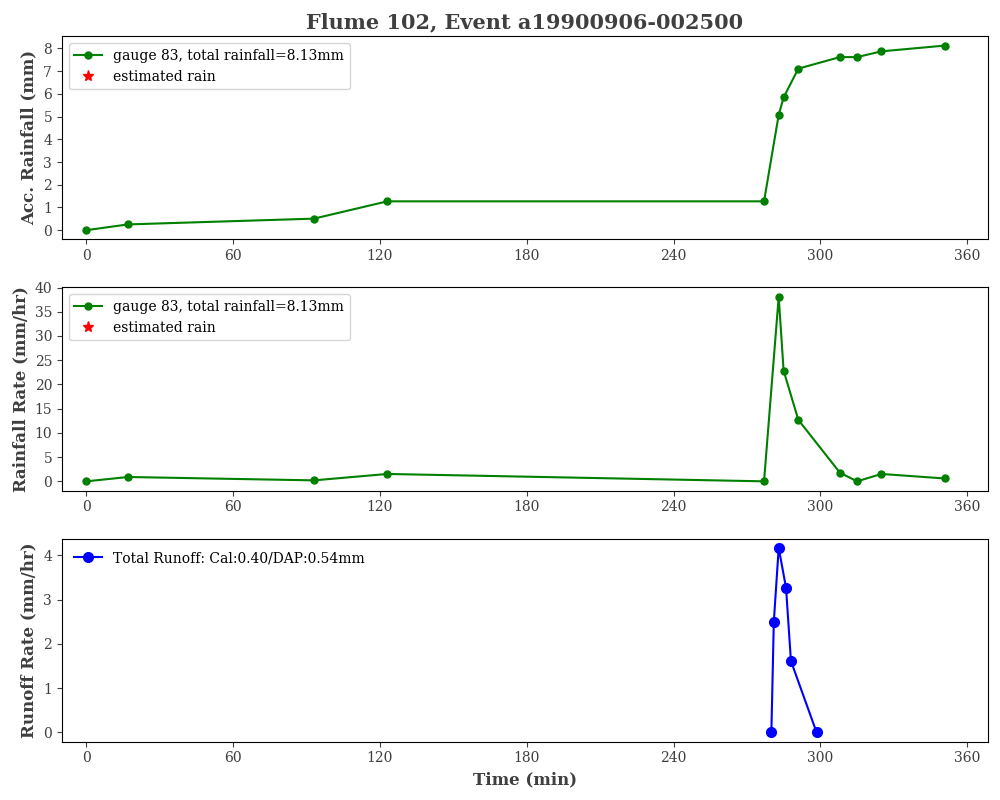 Flume 102, Event a19900906-002500
Acc. Rainfall (mm)
8
7
6
5
4
3
2
1
0
gauge 83, total rainfall=8.13mm
estimated rain
0 60 120 180 240 300 360
Rainfall Rate (mm/hr)
40
35
30
25
20
15
10
5
0
gauge 83, total rainfall=8.13mm
estimated rain
0 60 120 180 240 300 360
Runoff Rate (mm/hr)
4
3
2
1
0
Total Runoff: Cal:0.40/DAP:0.54mm
0 60 120 180 240 300 360
Time (min)